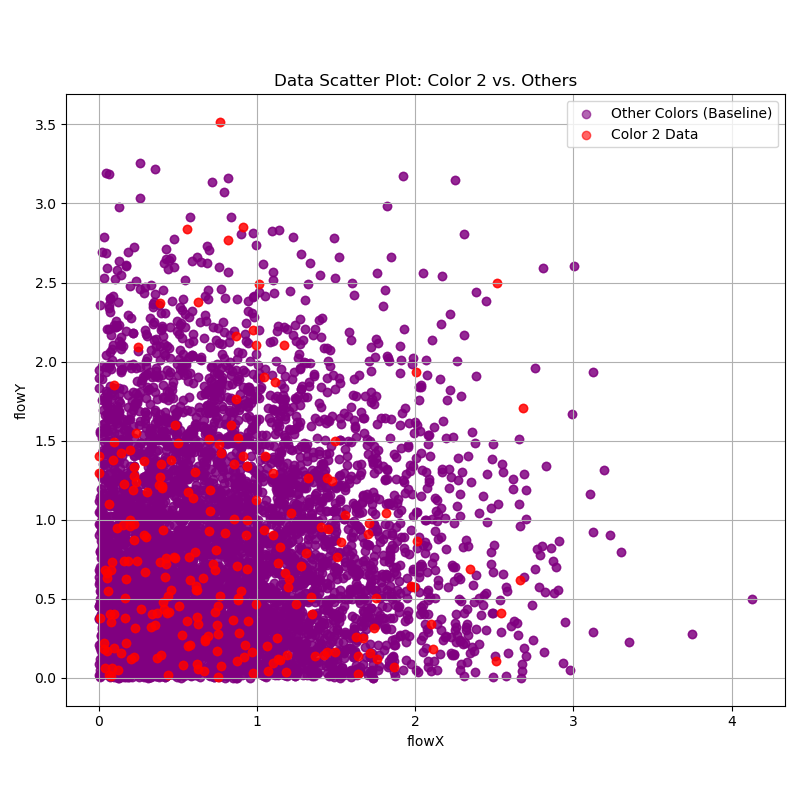 Data Scatter Plot: Color 2 vs. Others
Other Colors (Baseline)
Color 2 Data
3.5
3.0
2.5
2.0
1.5
1.0
0.5
0.0
flowY
0 1 2 3 4
flowX